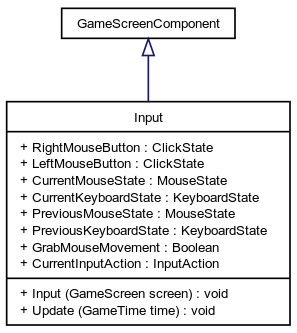 GameScreenComponent
Input
+ RightMouseButton : ClickState
+ LeftMouseButton : ClickState
+ CurrentMouseState : MouseState
+ CurrentKeyboardState : KeyboardState
+ PreviousMouseState : MouseState
+ PreviousKeyboardState : KeyboardState
+ GrabMouseMovement : Boolean
+ CurrentInputAction : InputAction
+ Input (GameScreen screen) : void
+ Update (GameTime time) : void